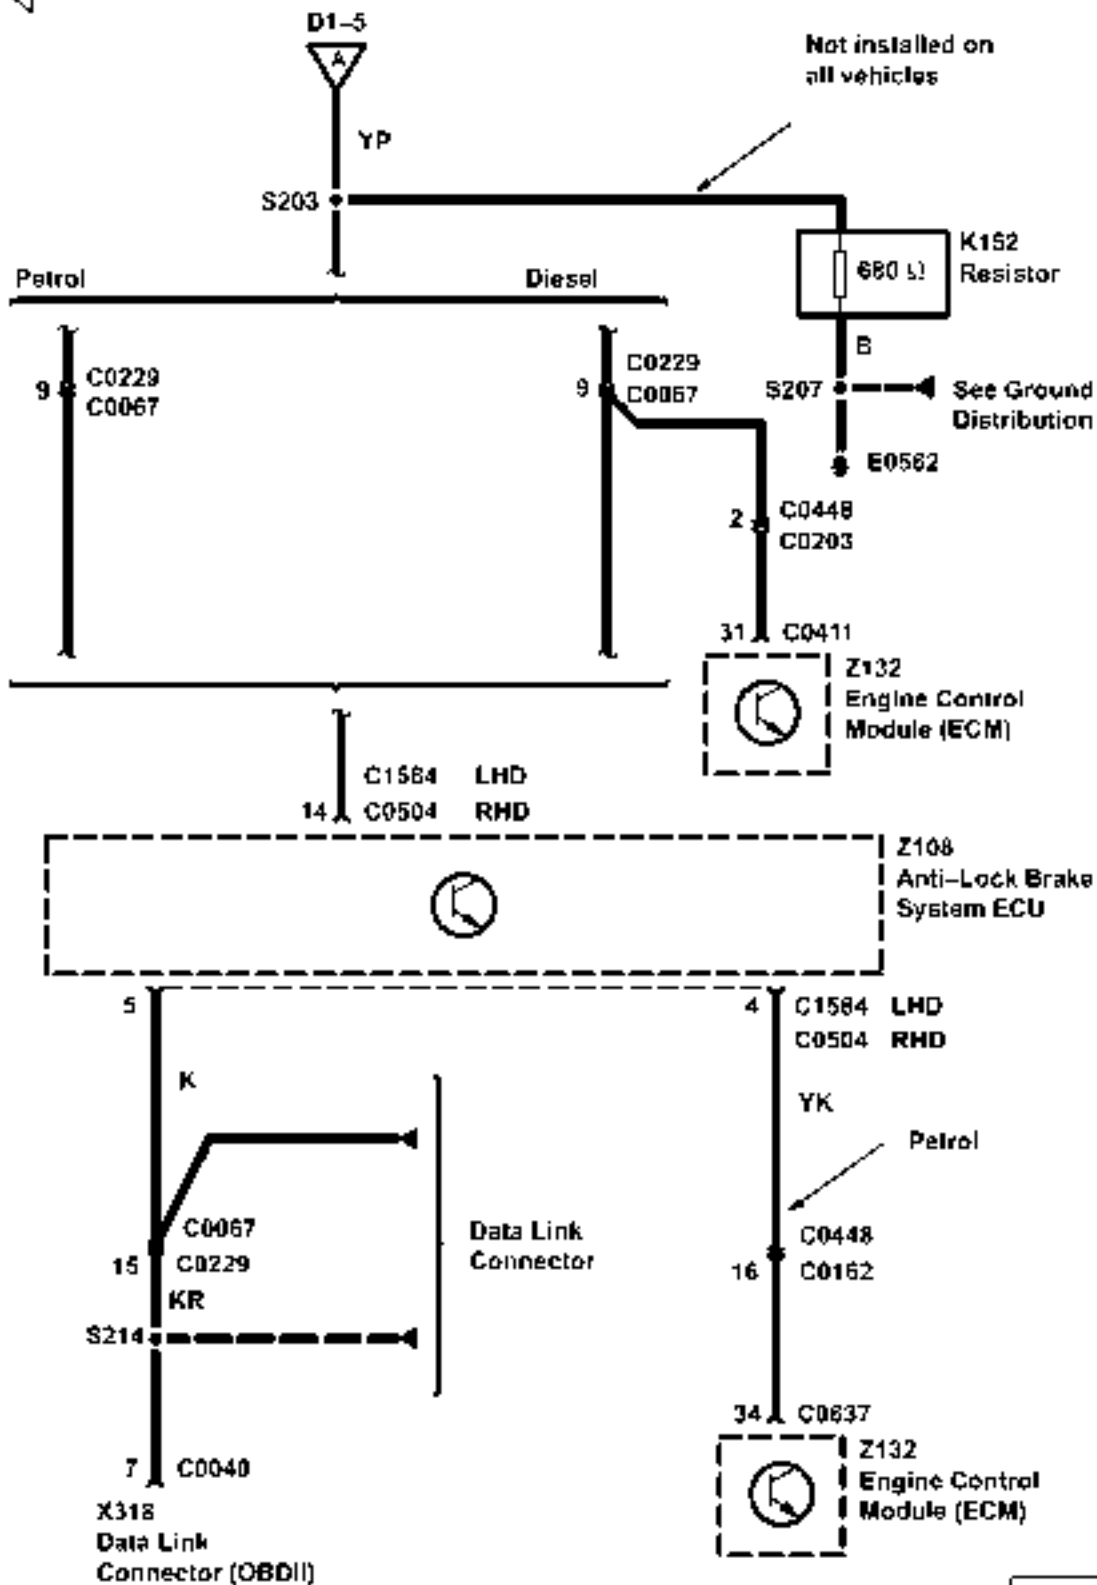 D1-5
A
Not installed on
all vehicles
YP
S203
K152
Resistor
680 Ω
Petrol
Diesel
B
9
C0229
C0067
9
C0229
C0067
S207
See Ground
Distribution
E0562
2
C0448
C0203
31
C0411
Z132
Engine Control
Module (ECM)
C1584 LHD
14
C0504 RHD
Z108
Anti-Lock Brake
System ECU
5
4
C1584 LHD
C0504 RHD
K
YK
Petrol
C0067
15
C0229
Data Link
Connector
C0448
16
C0162
KR
S214
34
C0637
7
C0040
Z132
Engine Control
Module (ECM)
X318
Data Link
Connector (OBDII)